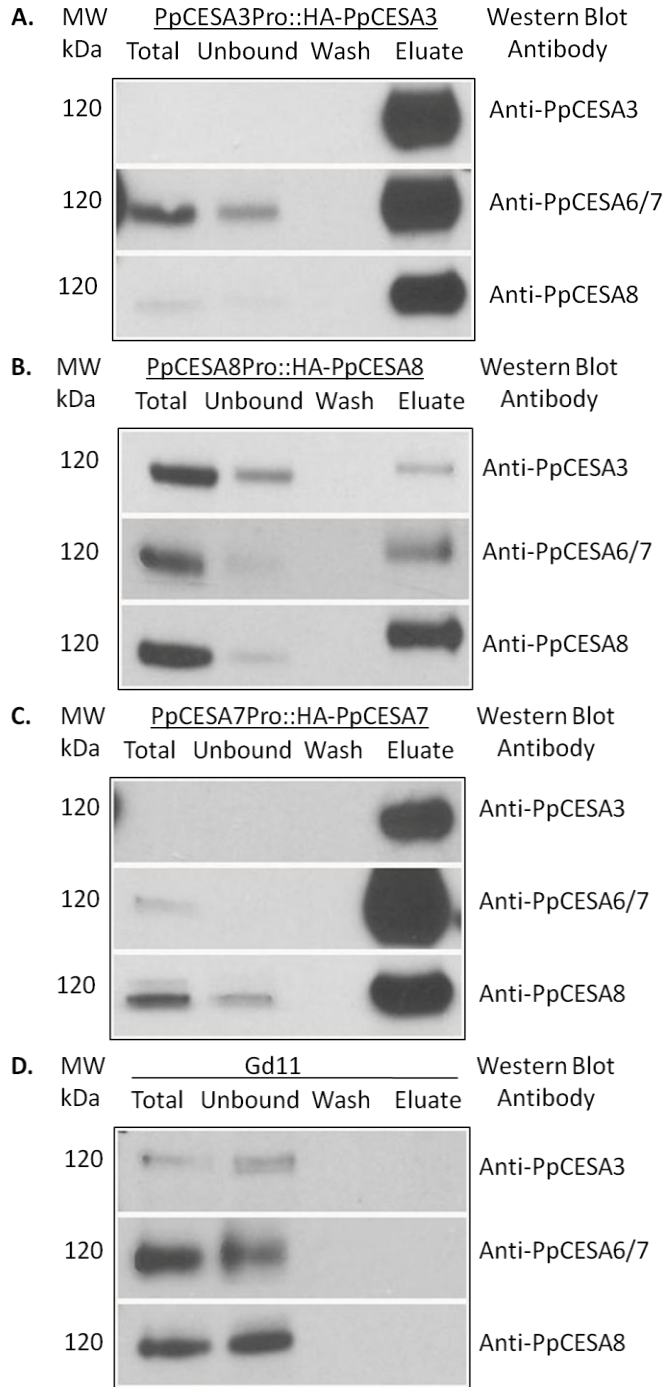 A. MW PpCESA3Pro::HA-PpCESA3 Western Blot
kDa Total Unbound Wash Eluate Antibody
120 Anti-PpCESA3
120 Anti-PpCESA6/7
120 Anti-PpCESA8
B. MW PpCESA8Pro::HA-PpCESA8 Western Blot
kDa Total Unbound Wash Eluate Antibody
120 Anti-PpCESA3
120 Anti-PpCESA6/7
120 Anti-PpCESA8
C. MW PpCESA7Pro::HA-PpCESA7 Western Blot
kDa Total Unbound Wash Eluate Antibody
120 Anti-PpCESA3
120 Anti-PpCESA6/7
120 Anti-PpCESA8
D. MW Gd11 Western Blot
kDa Total Unbound Wash Eluate Antibody
120 Anti-PpCESA3
120 Anti-PpCESA6/7
120 Anti-PpCESA8